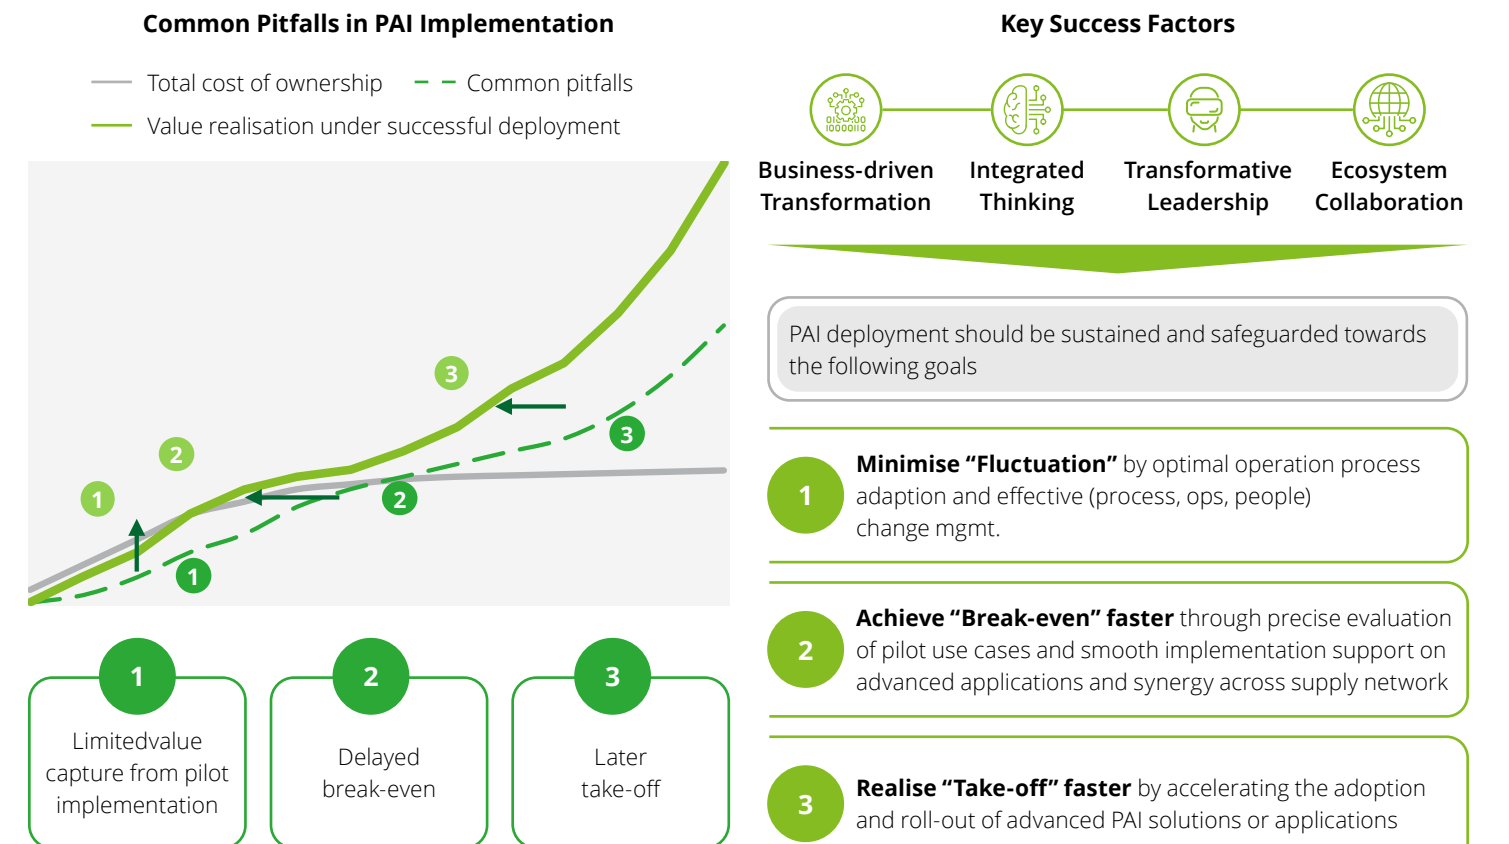 Common Pitfalls in PAI Implementation
Total cost of ownership
Common pitfalls
Value realisation under successful deployment
3
2
1
3
2
1
1
Limitedvalue
capture from pilot
implementation
2
Delayed
break-even
3
Later
take-off
Key Success Factors
Business-driven
Transformation
Integrated
Thinking
Transformative
Leadership
Ecosystem
Collaboration
PAI deployment should be sustained and safeguarded towards
the following goals
1
Minimise “Fluctuation” by optimal operation process
adaption and effective (process, ops, people)
change mgmt.
2
Achieve “Break-even” faster through precise evaluation
of pilot use cases and smooth implementation support on
advanced applications and synergy across supply network
3
Realise “Take-off” faster by accelerating the adoption
and roll-out of advanced PAI solutions or applications